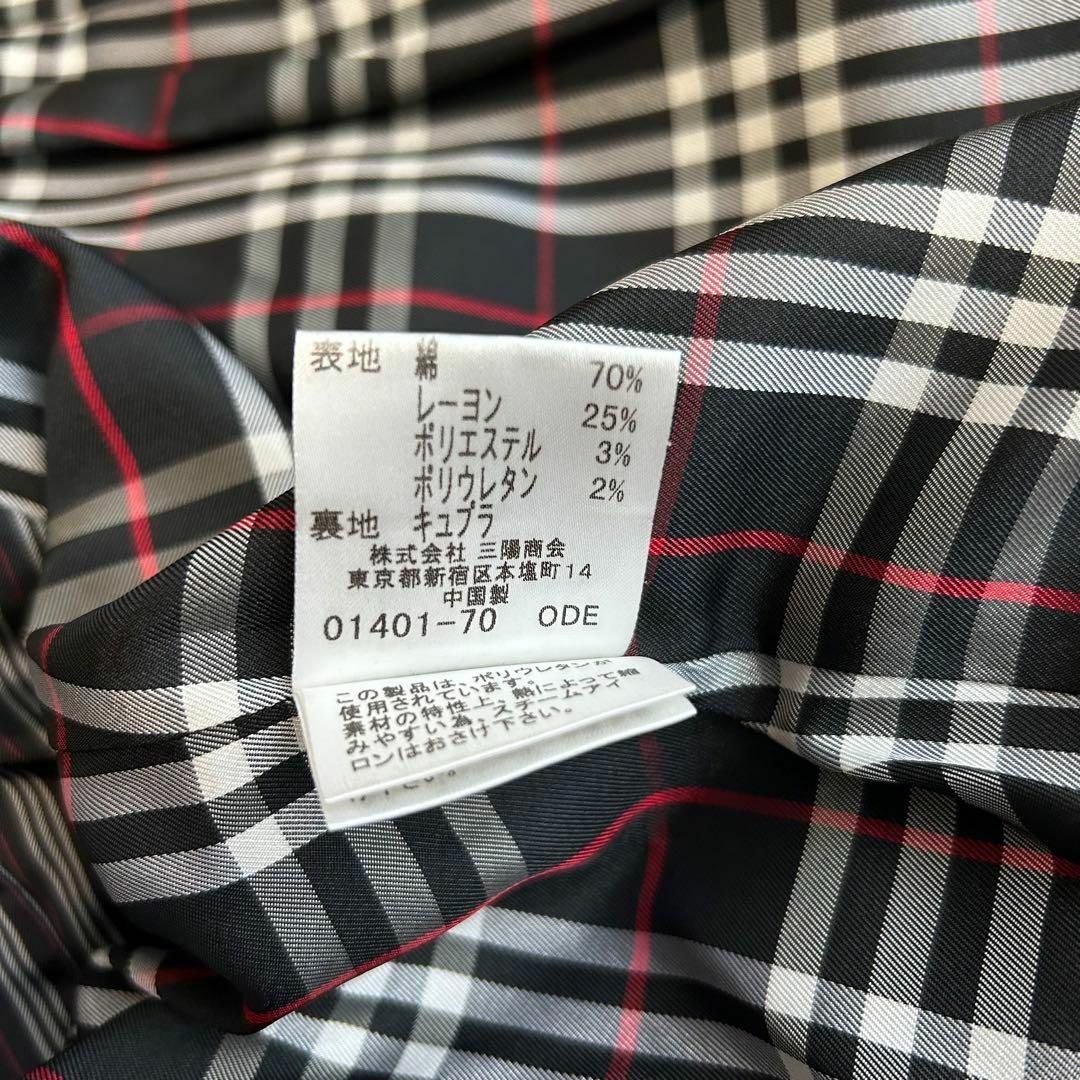 表地 綿 70%
レーヨン 25%
ポリエステル 3%
ポリウレタン 2%
裏地 キュプラ
株式会社 三陽商会
東京都新宿区本塩町14
中国製
01401-70 ODE
この製品は、ポリウレタンが
使用されています。
素材の特性上、熱によって縮
みやすい為、スチームアイ
ロンはおさけ下さい。